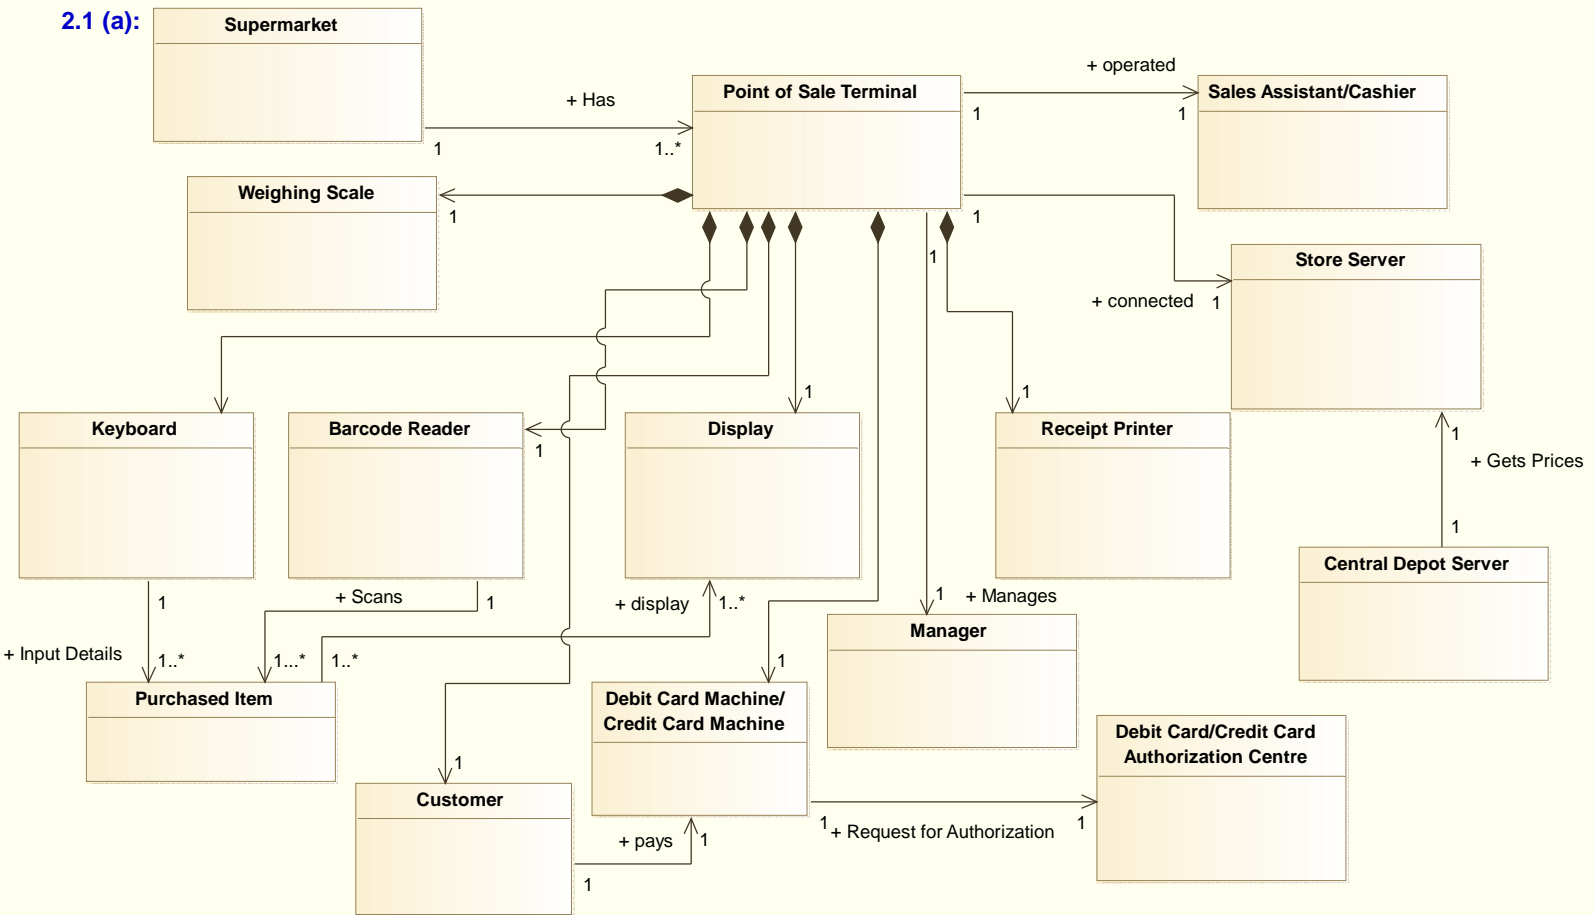 2.1 (a):
Supermarket
+ Has
1
1..*
Point of Sale Terminal
+ operated
1
1
Sales Assistant/Cashier
Weighing Scale
1
1
1
+ connected
1
Store Server
Keyboard
Barcode Reader
1
Display
1
Receipt Printer
1
1
+ Gets Prices
1
Central Depot Server
1
+ Input Details
1..*
+ Scans
1
1...*
1..*
+ display
1..*
1
+ Manages
Manager
Purchased Item
1
Debit Card Machine/
Credit Card Machine
Debit Card/Credit Card
Authorization Centre
1
Customer
+ pays
1
1
1
+ Request for Authorization
1